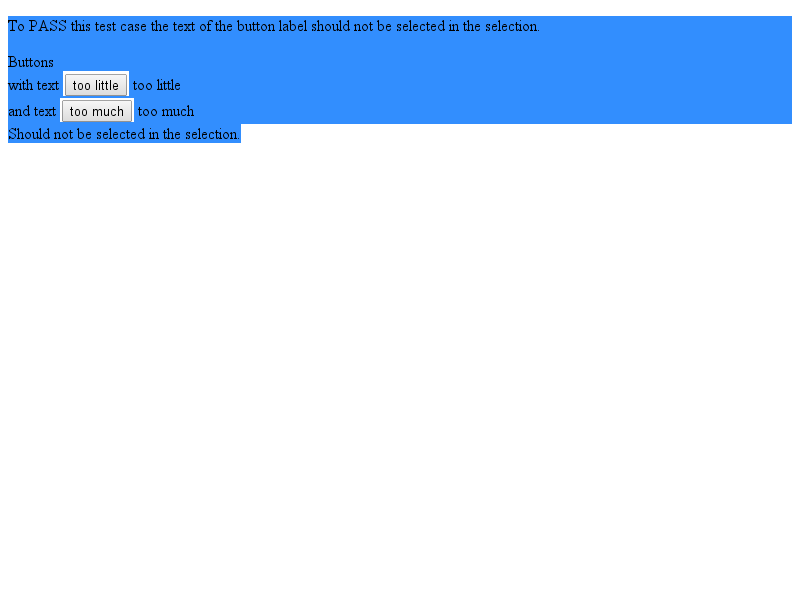 To PASS this test case the text of the button label should not be selected in the selection.
Buttons
with text too little too little
and text too much too much
Should not be selected in the selection.